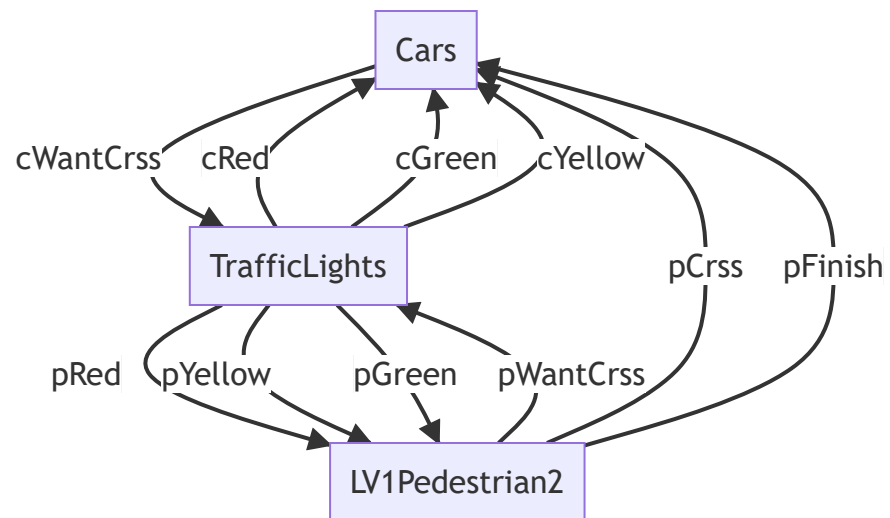 Cars
cWantCrss cRed cGreen cYellow
TrafficLights pCrss pFinish
pRed pYellow pGreen pWantCrss
LV1Pedestrian2